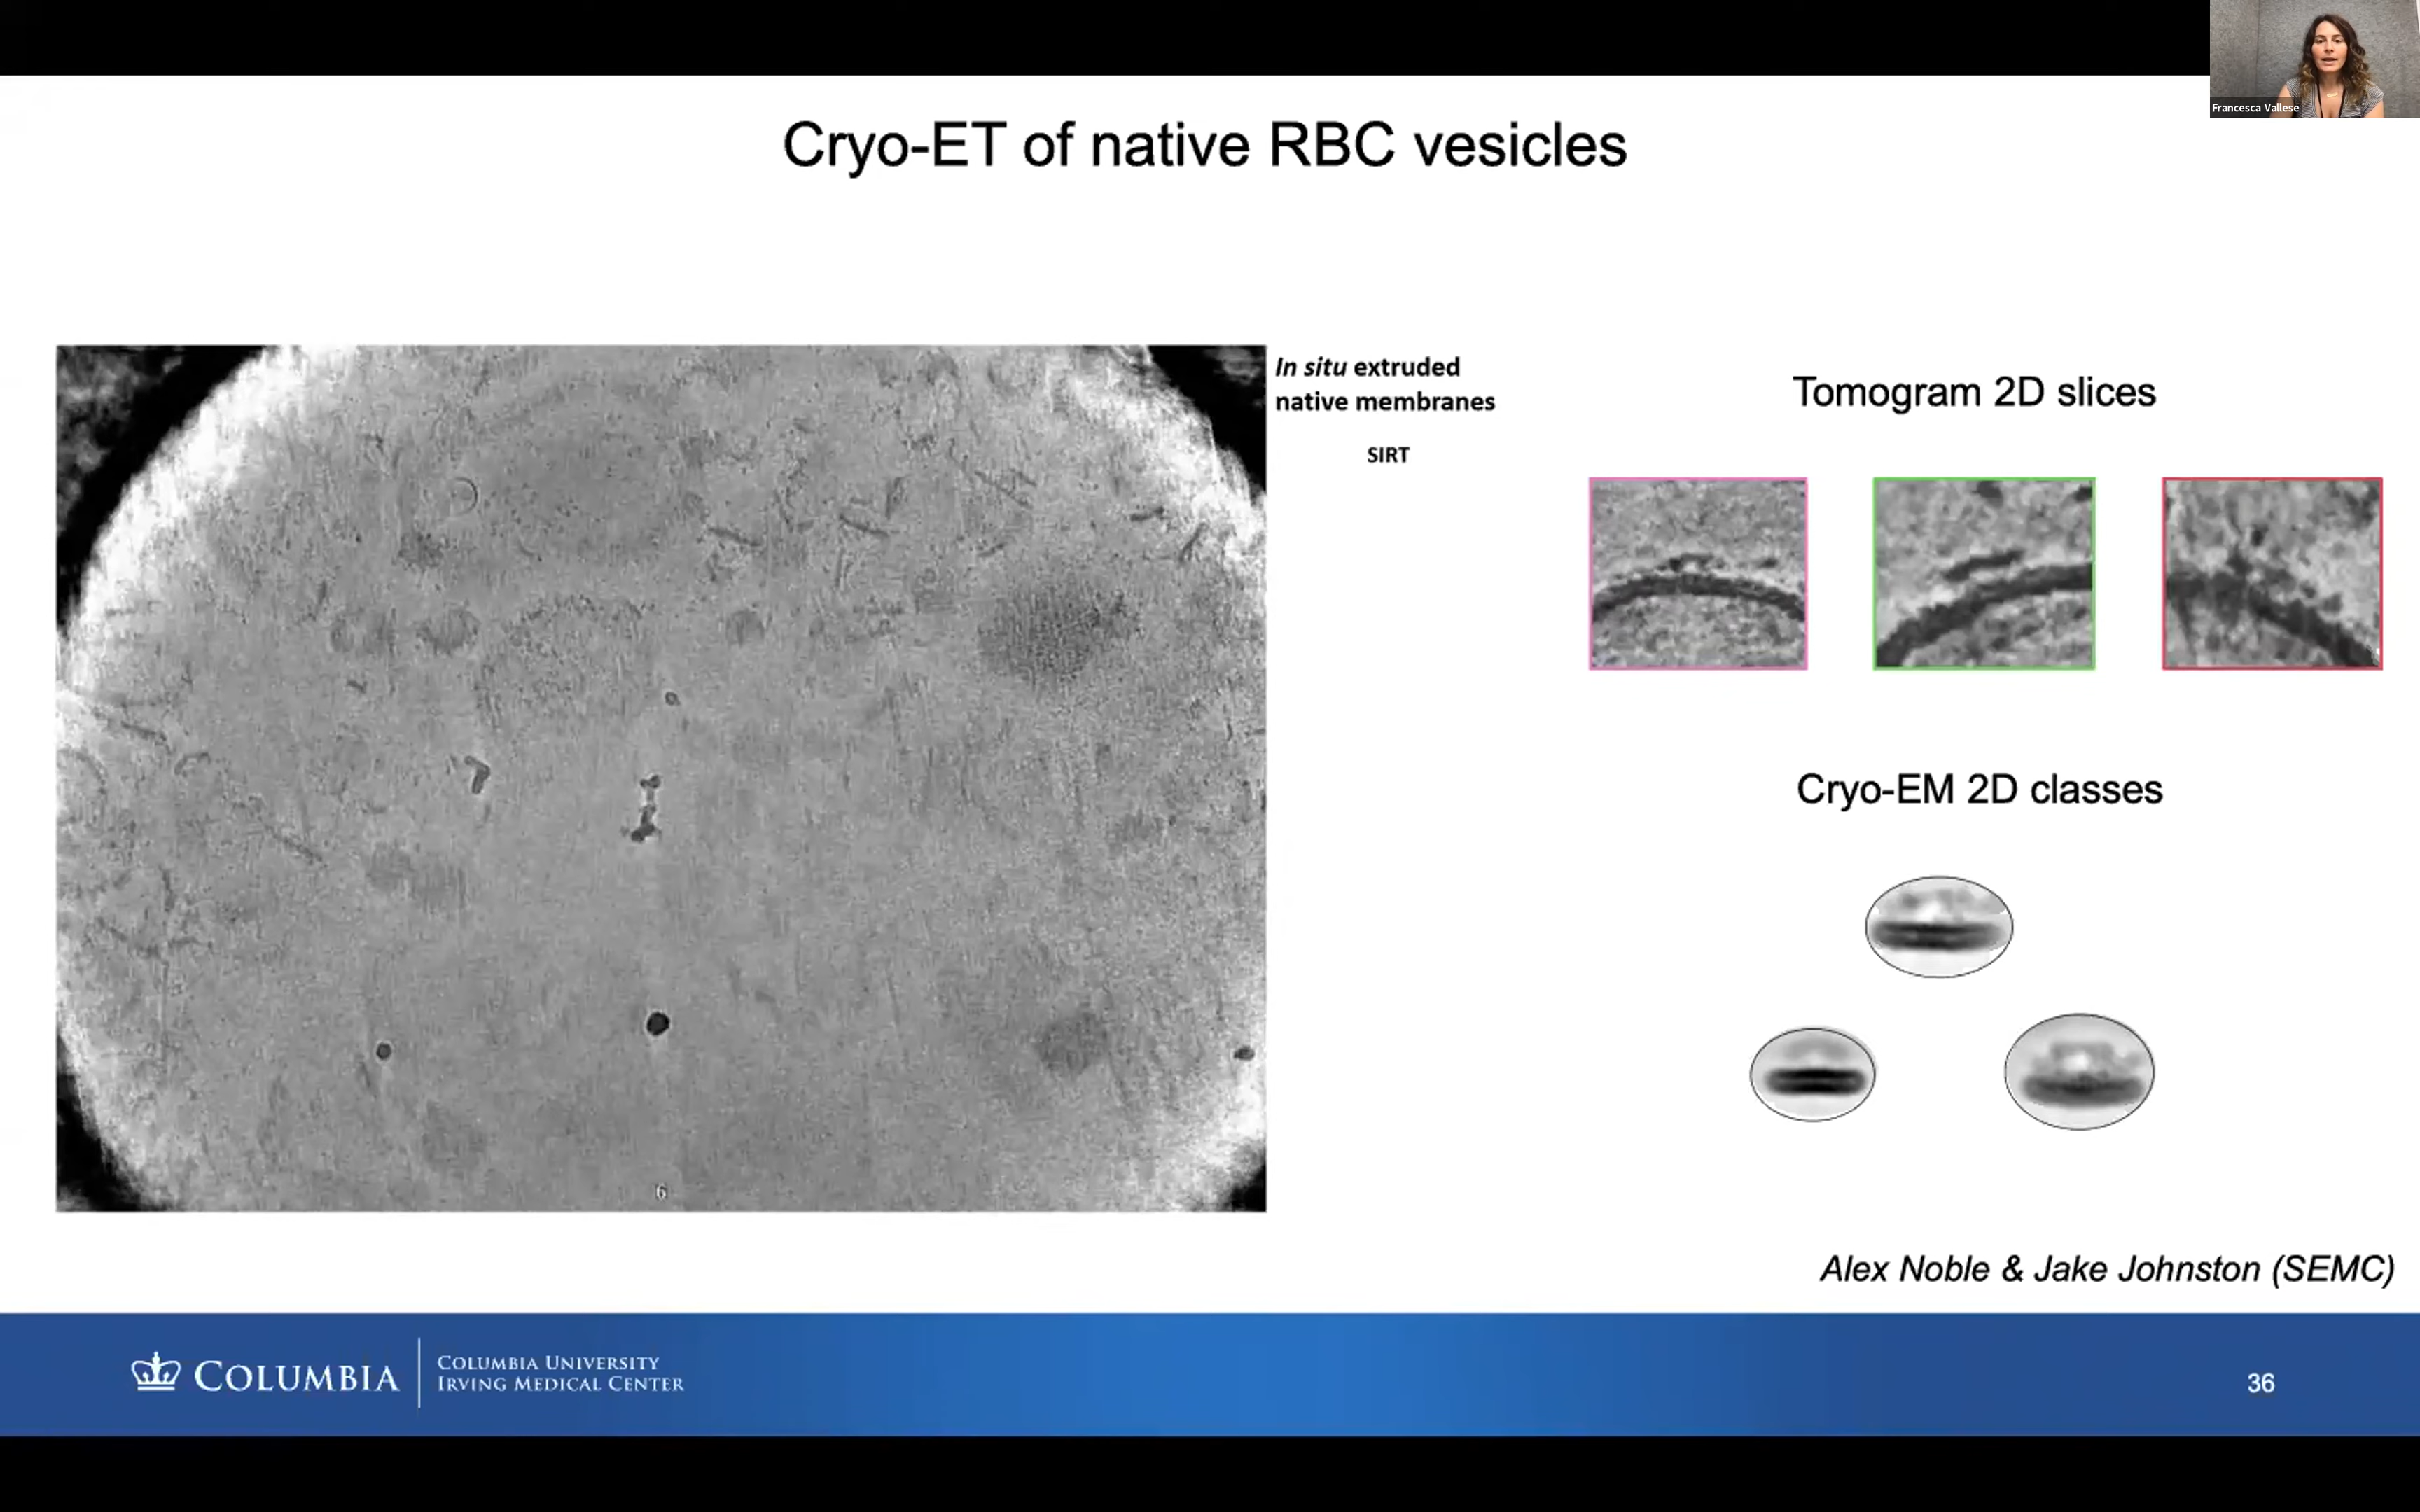 Francesca Vallese
Cryo-ET of native RBC vesicles
In situ extruded
native membranes
SIRT
Tomogram 2D slices
Cryo-EM 2D classes
6
Alex Noble & Jake Johnston (SEMC)
COLUMBIA
COLUMBIA UNIVERSITY
IRVING MEDICAL CENTER
36